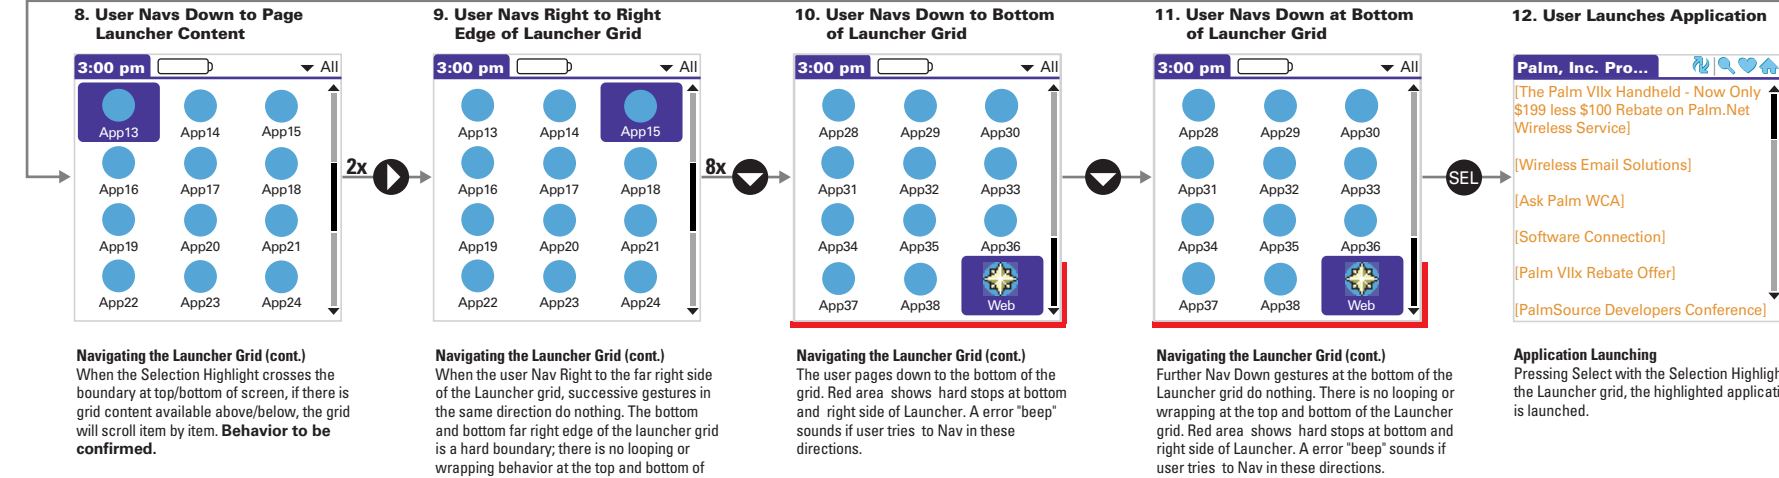 8. User Navs Down to Page
Launcher Content
3:00 pm
All
App13
App14
App15
App16
App17
App18
App19
App20
App21
App22
App23
App24
Navigating the Launcher Grid (cont.)
When the Selection Highlight crosses the
boundary at top/bottom of screen, if there is
grid content available above/below, the grid
will scroll item by item. Behavior to be
confirmed.
2x
9. User Navs Right to Right
Edge of Launcher Grid
3:00 pm
All
App13
App14
App15
App16
App17
App18
App19
App20
App21
App22
App23
App24
Navigating the Launcher Grid (cont.)
When the user Nav Right to the far right side
of the Launcher grid, successive gestures in
the same direction do nothing. The bottom
and bottom far right edge of the launcher grid
is a hard boundary; there is no looping or
wrapping behavior at the top and bottom of
8x
10. User Navs Down to Bottom
of Launcher Grid
3:00 pm
All
App28
App29
App30
App31
App32
App33
App34
App35
App36
App37
App38
Web
Navigating the Launcher Grid (cont.)
The user pages down to the bottom of the
grid. Red area shows hard stops at bottom
and right side of Launcher. A error "beep"
sounds if user tries to Nav in these
directions.
11. User Navs Down at Bottom
of Launcher Grid
3:00 pm
All
App28
App29
App30
App31
App32
App33
App34
App35
App36
App37
App38
Web
Navigating the Launcher Grid (cont.)
Further Nav Down gestures at the bottom of the
Launcher grid do nothing. There is no looping or
wrapping at the top and bottom of the Launcher
grid. Red area shows hard stops at bottom and
right side of Launcher. A error "beep" sounds if
user tries to Nav in these directions.
SEL
12. User Launches Application
Palm, Inc. Pro...
[The Palm VIIx Handheld - Now Only
$199 less $100 Rebate on Palm.Net
Wireless Service]
[Wireless Email Solutions]
[Ask Palm WCA]
[Software Connection]
[Palm VIIx Rebate Offer]
[PalmSource Developers Conference]
Application Launching
Pressing Select with the Selection Highligh
the Launcher grid, the highlighted applicati
is launched.